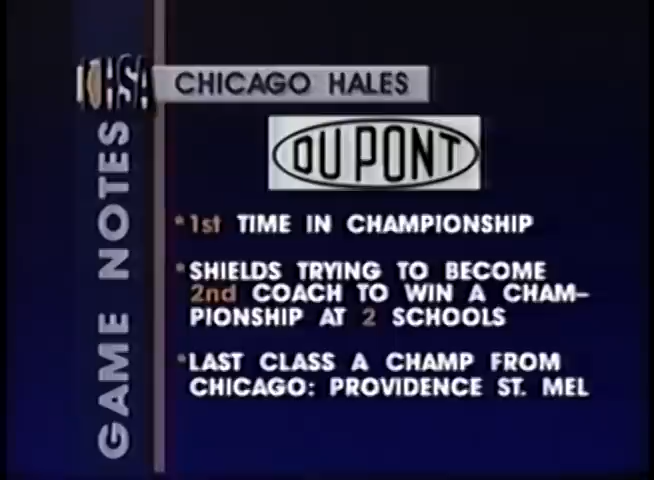 IHSA
CHICAGO HALES
DU PONT
GAME NOTES
*1st TIME IN CHAMPIONSHIP
*SHIELDS TRYING TO BECOME
2nd COACH TO WIN A CHAM-
PIONSHIP AT 2 SCHOOLS
*LAST CLASS A CHAMP FROM
CHICAGO: PROVIDENCE ST. MEL